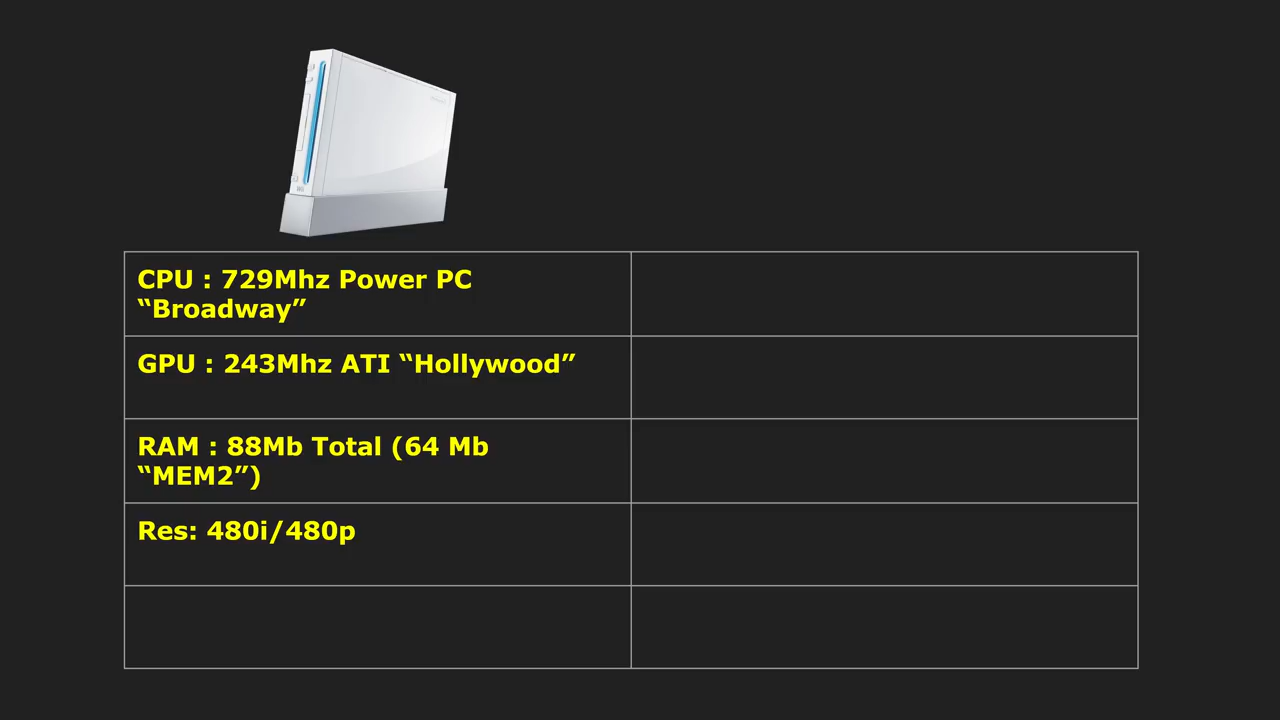 CPU : 729Mhz Power PC
“Broadway”
GPU : 243Mhz ATI “Hollywood”
RAM : 88Mb Total (64 Mb
“MEM2”)
Res: 480i/480p